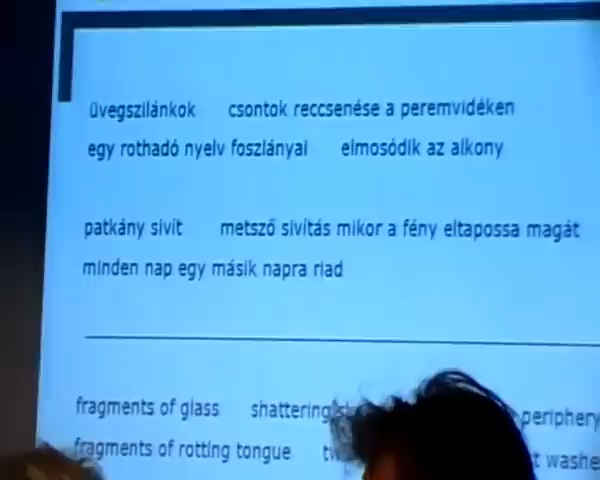 üvegszilánkok csontok reccsenése a peremvidéken
egy rothadó nyelv foszlányai elmosódik az alkony
patkány sivít metsző sivítás mikor a fény eltapossa magát
minden nap egy másik napra riad
fragments of glass shattering periphery
fragments of rotting tongue washe